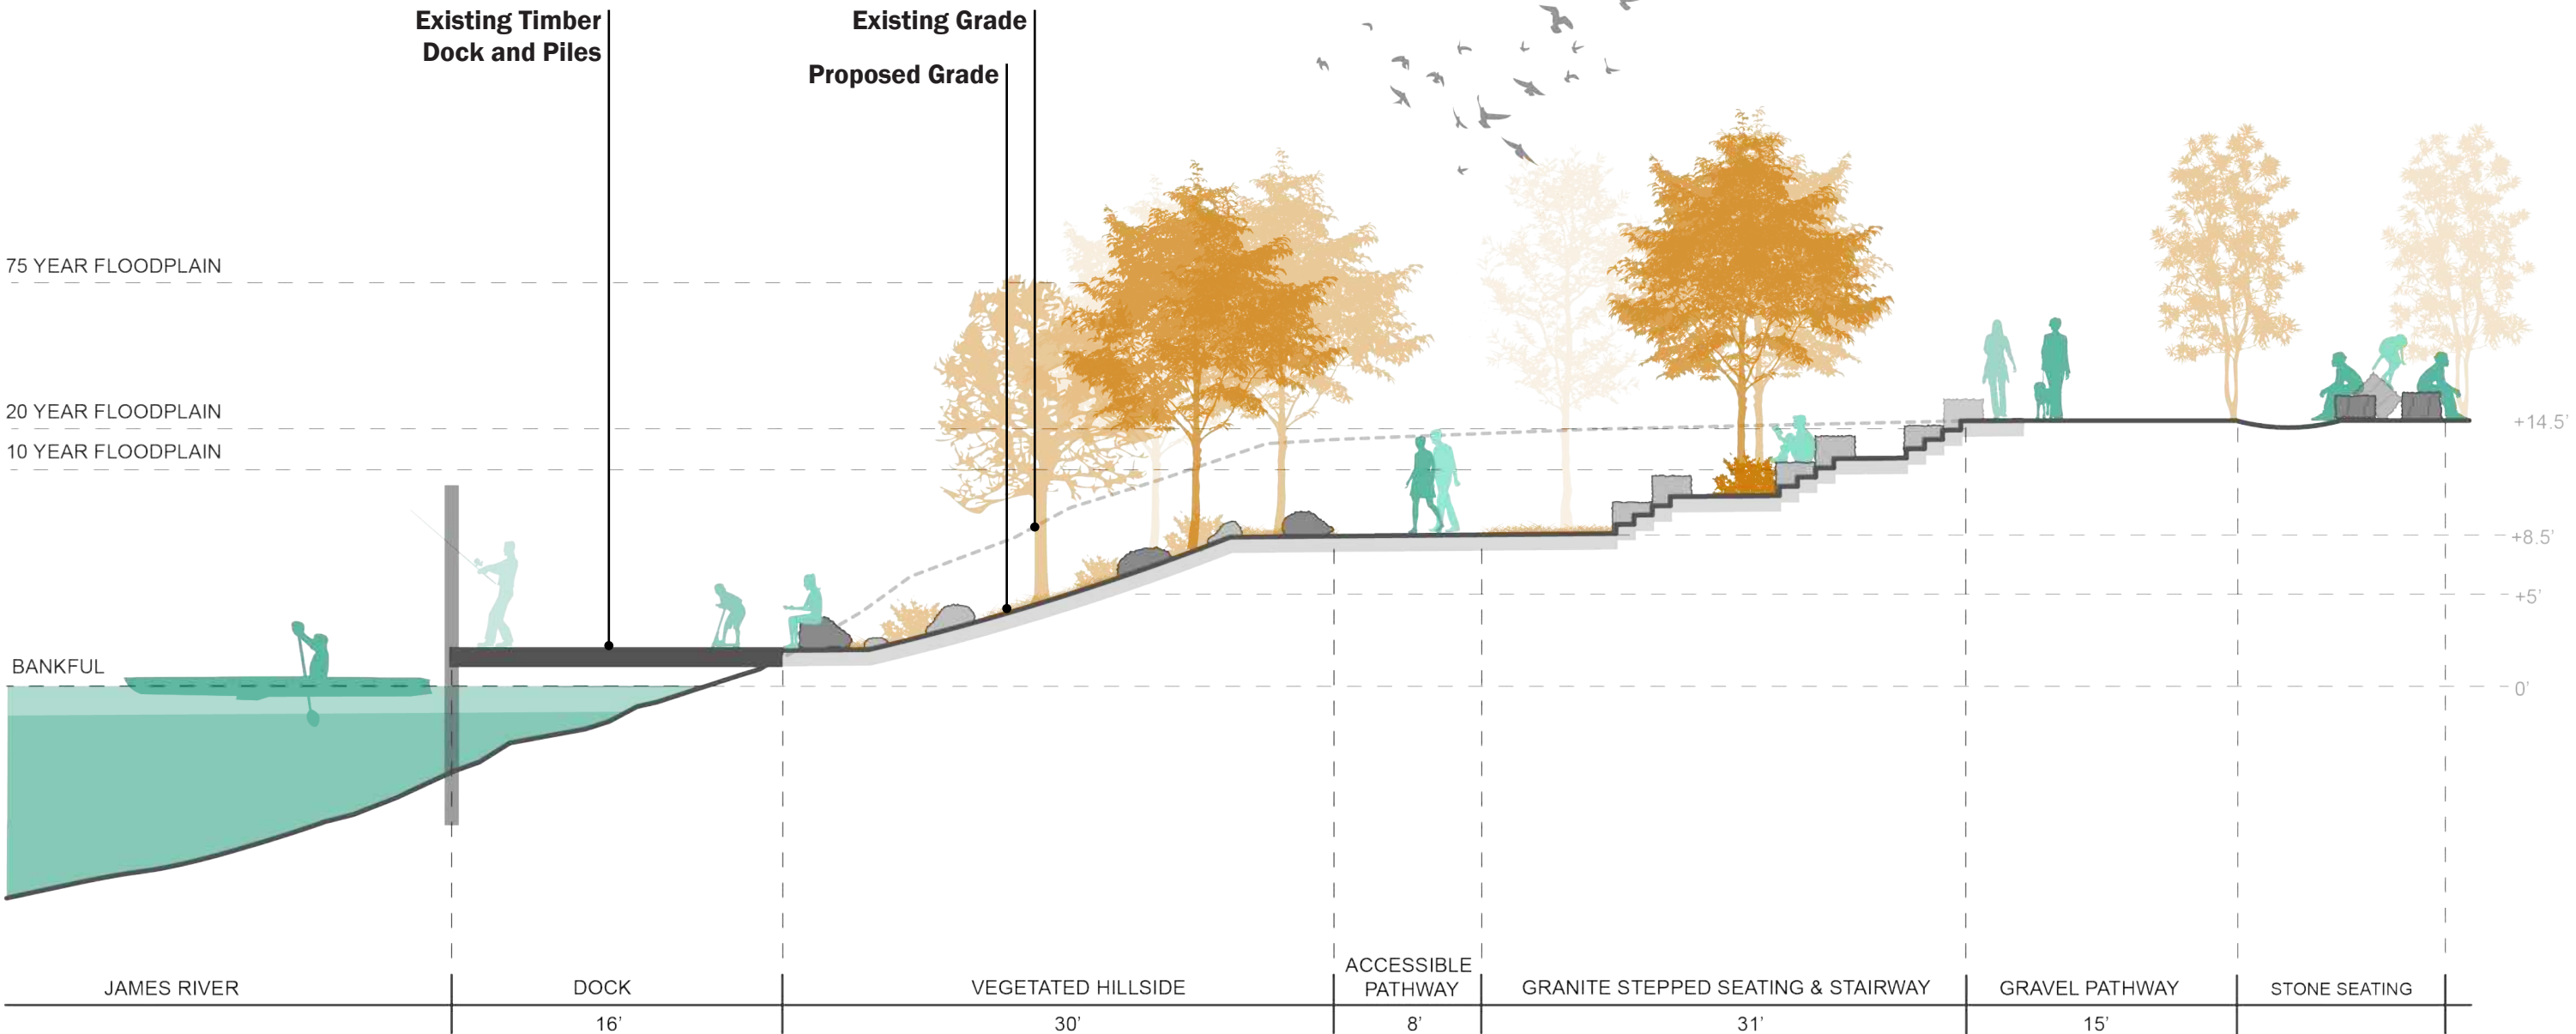 Existing Timber
Dock and Piles
Existing Grade
Proposed Grade
75 YEAR FLOODPLAIN
20 YEAR FLOODPLAIN
10 YEAR FLOODPLAIN
BANKFUL
+14.5'
+8.5'
+5'
0'
JAMES RIVER
DOCK
VEGETATED HILLSIDE
ACCESSIBLE
PATHWAY
GRANITE STEPPED SEATING & STAIRWAY
GRAVEL PATHWAY
STONE SEATING
16'
30'
8'
31'
15'